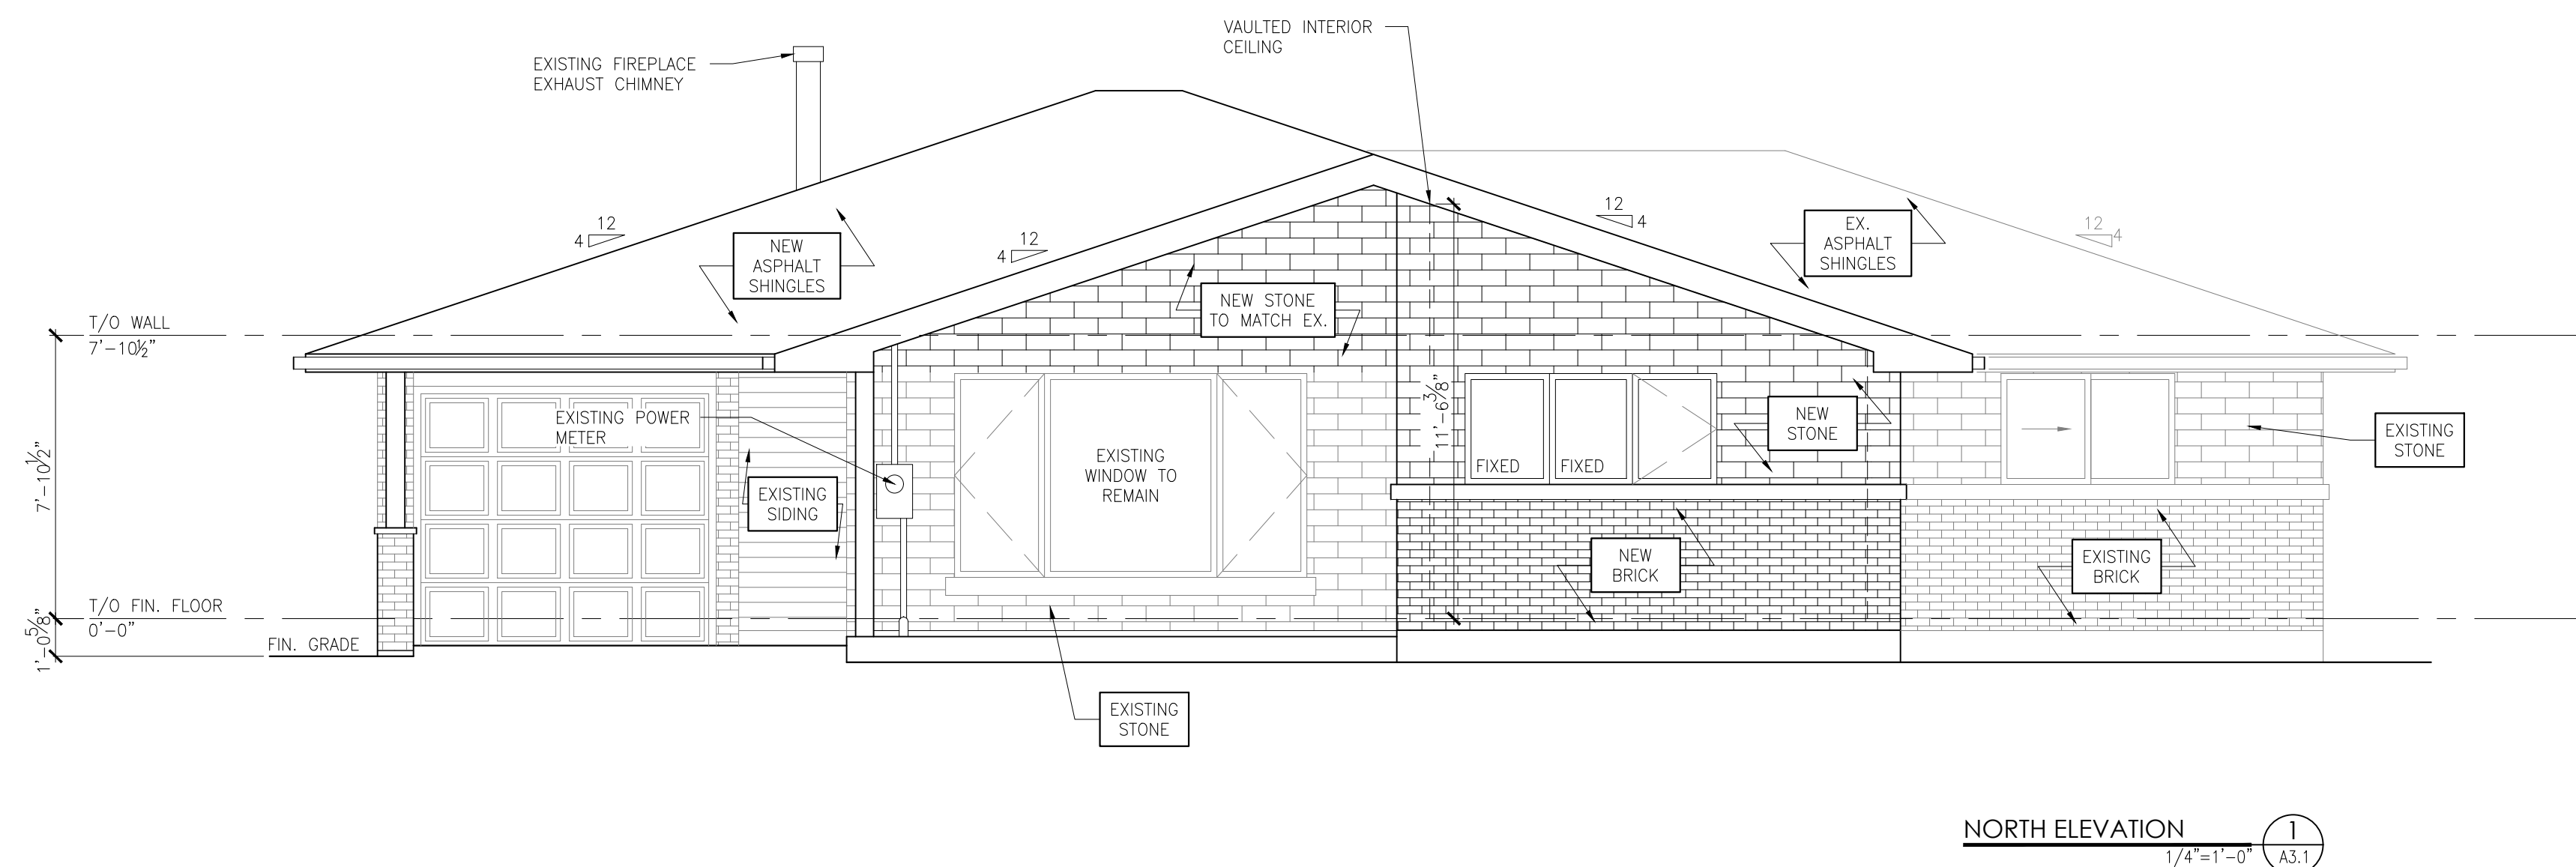 VAULTED INTERIOR
CEILING
EXISTING FIREPLACE
EXHAUST CHIMNEY
12
4
12
4
12
4
12
4
NEW
ASPHALT
SHINGLES
EX.
ASPHALT
SHINGLES
NEW STONE
TO MATCH EX.
T/O WALL
7'-10½"
7'-10½"
11'-6⅜"
EXISTING POWER
METER
EXISTING
SIDING
EXISTING
WINDOW TO
REMAIN
FIXED
FIXED
NEW
STONE
EXISTING
STONE
NEW
BRICK
EXISTING
BRICK
T/O FIN. FLOOR
0'-0"
1'-0⅝"
FIN. GRADE
EXISTING
STONE
NORTH ELEVATION
1/4"=1'-0"
1
A3.1